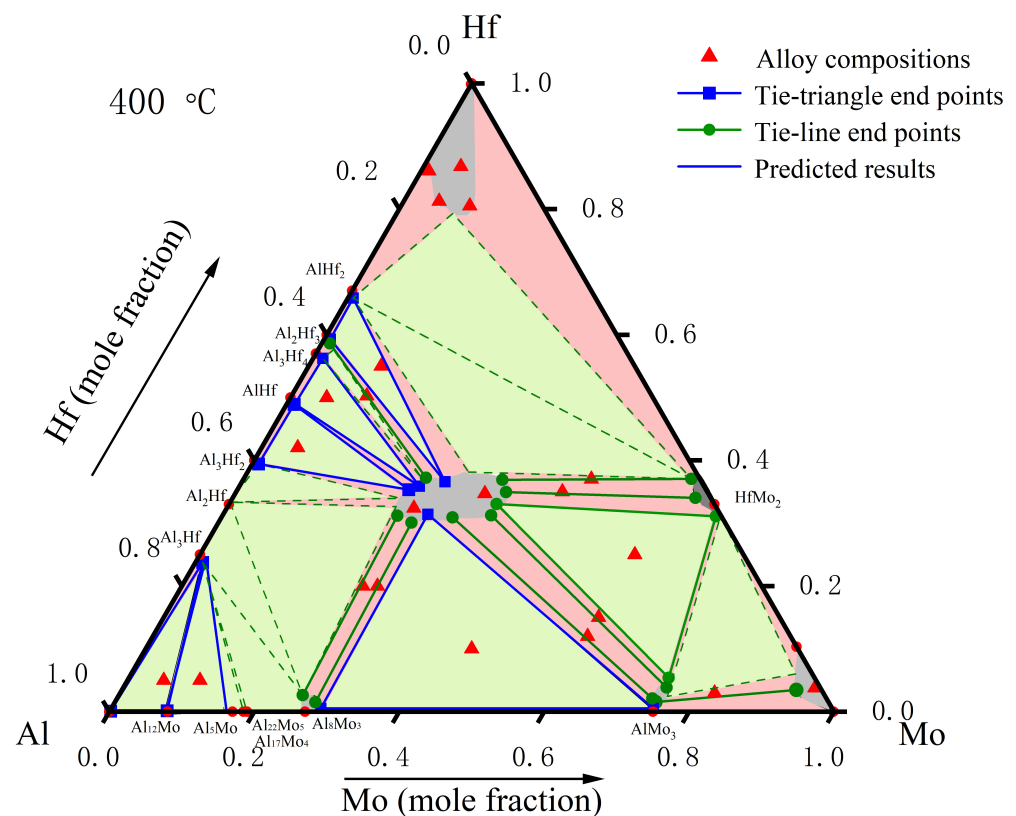 Hf
0.0
1.0
400 °C
Alloy compositions
Tie-triangle end points
Tie-line end points
Predicted results
0.2
0.8
Hf (mole fraction)
AlHf₂
0.4
Al₂Hf₃
0.6
Al₃Hf₄
AlHf
0.6
Al₃Hf₂
0.4
Al₂Hf
HfMo₂
Al₃Hf
0.8
0.2
1.0
0.0
Al
Al₁₂Mo
Al₅Mo
Al₂₂Mo₅
Al₁₇Mo₄
Al₈Mo₃
AlMo₃
Mo
0.0
0.2
0.4
0.6
0.8
1.0
Mo (mole fraction)